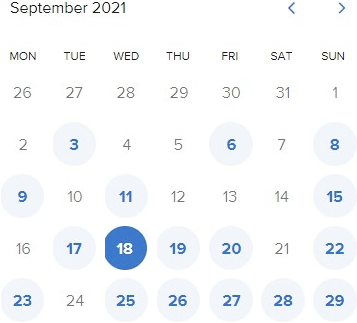 September 2021
MON TUE WED THU FRI SAT SUN
26 27 28 29 30 31 1
2 3 4 5 6 7 8
9 10 11 12 13 14 15
16 17 18 19 20 21 22
23 24 25 26 27 28 29